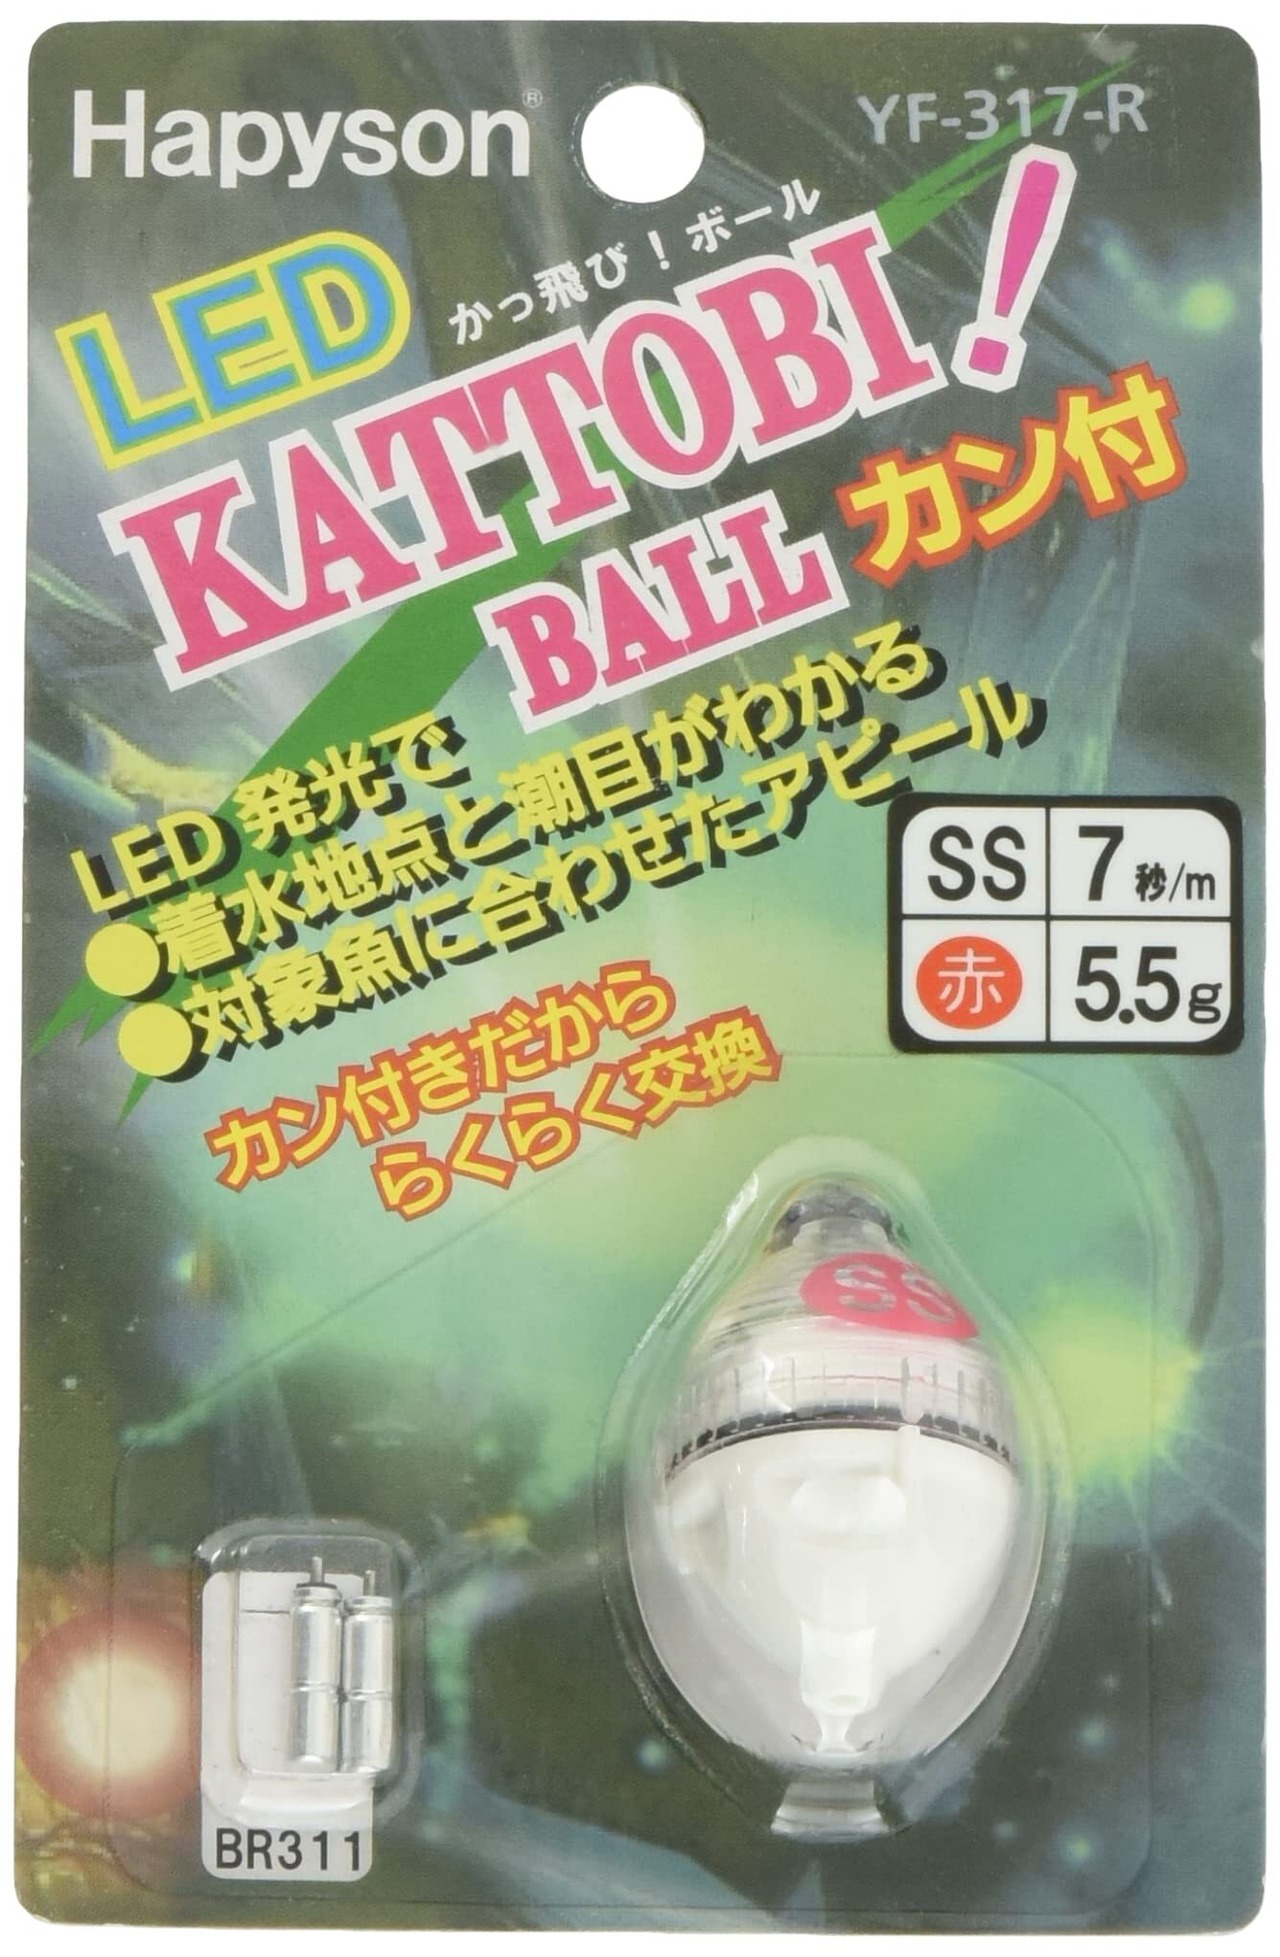 Hapyson®
YF-317-R
かっ飛び！ボール
LED
KATTOBI!
BALL
カン付
LED 発光で
●着水地点と潮目がわかる
●対象魚に合わせたアピール
SS 7秒/m
赤 5.5g
カン付きだから
らくらく交換
SS
BR311